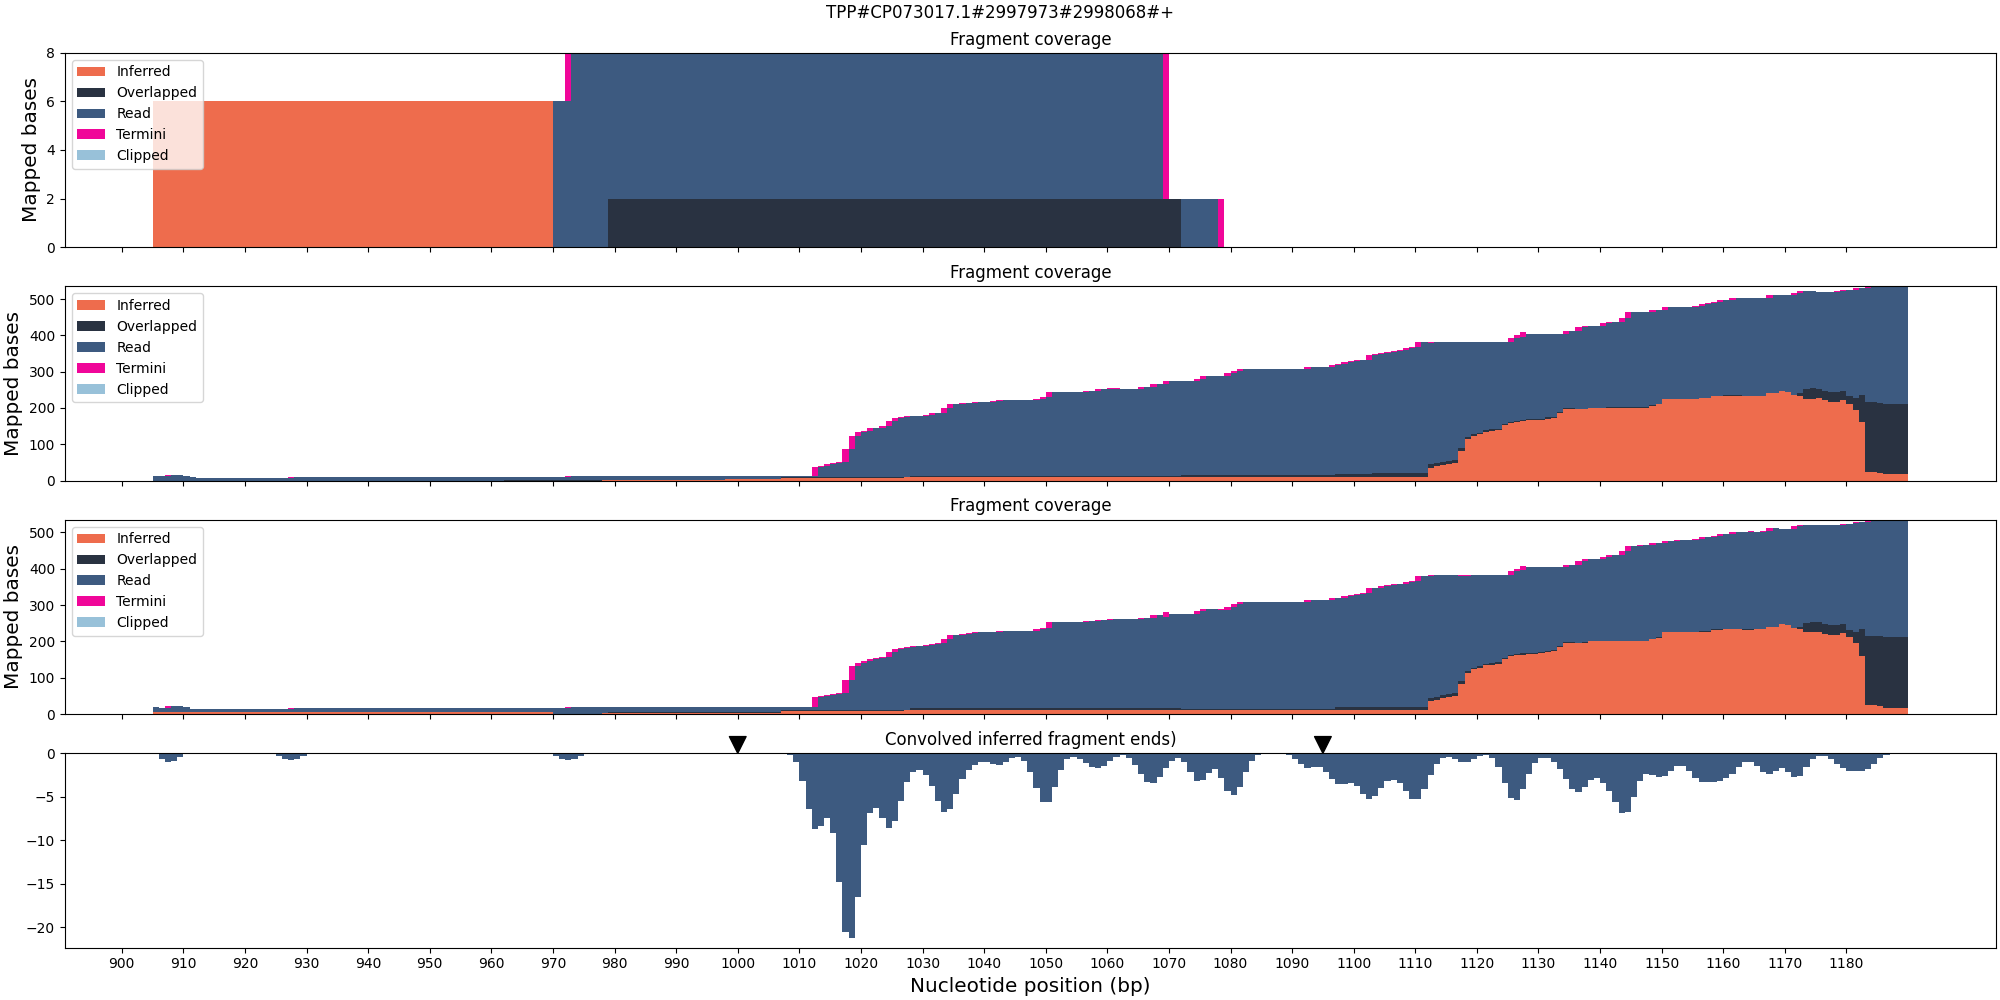 TPP#CP073017.1#2997973#2998068#+
Fragment coverage
Mapped bases
8
6
4
2
0
Inferred
Overlapped
Read
Termini
Clipped
Fragment coverage
Mapped bases
500
400
300
200
100
0
Inferred
Overlapped
Read
Termini
Clipped
Fragment coverage
Mapped bases
500
400
300
200
100
0
Inferred
Overlapped
Read
Termini
Clipped
Convolved inferred fragment ends)
0
−5
−10
−15
−20
900 910 920 930 940 950 960 970 980 990 1000 1010 1020 1030 1040 1050 1060 1070 1080 1090 1100 1110 1120 1130 1140 1150 1160 1170 1180
Nucleotide position (bp)